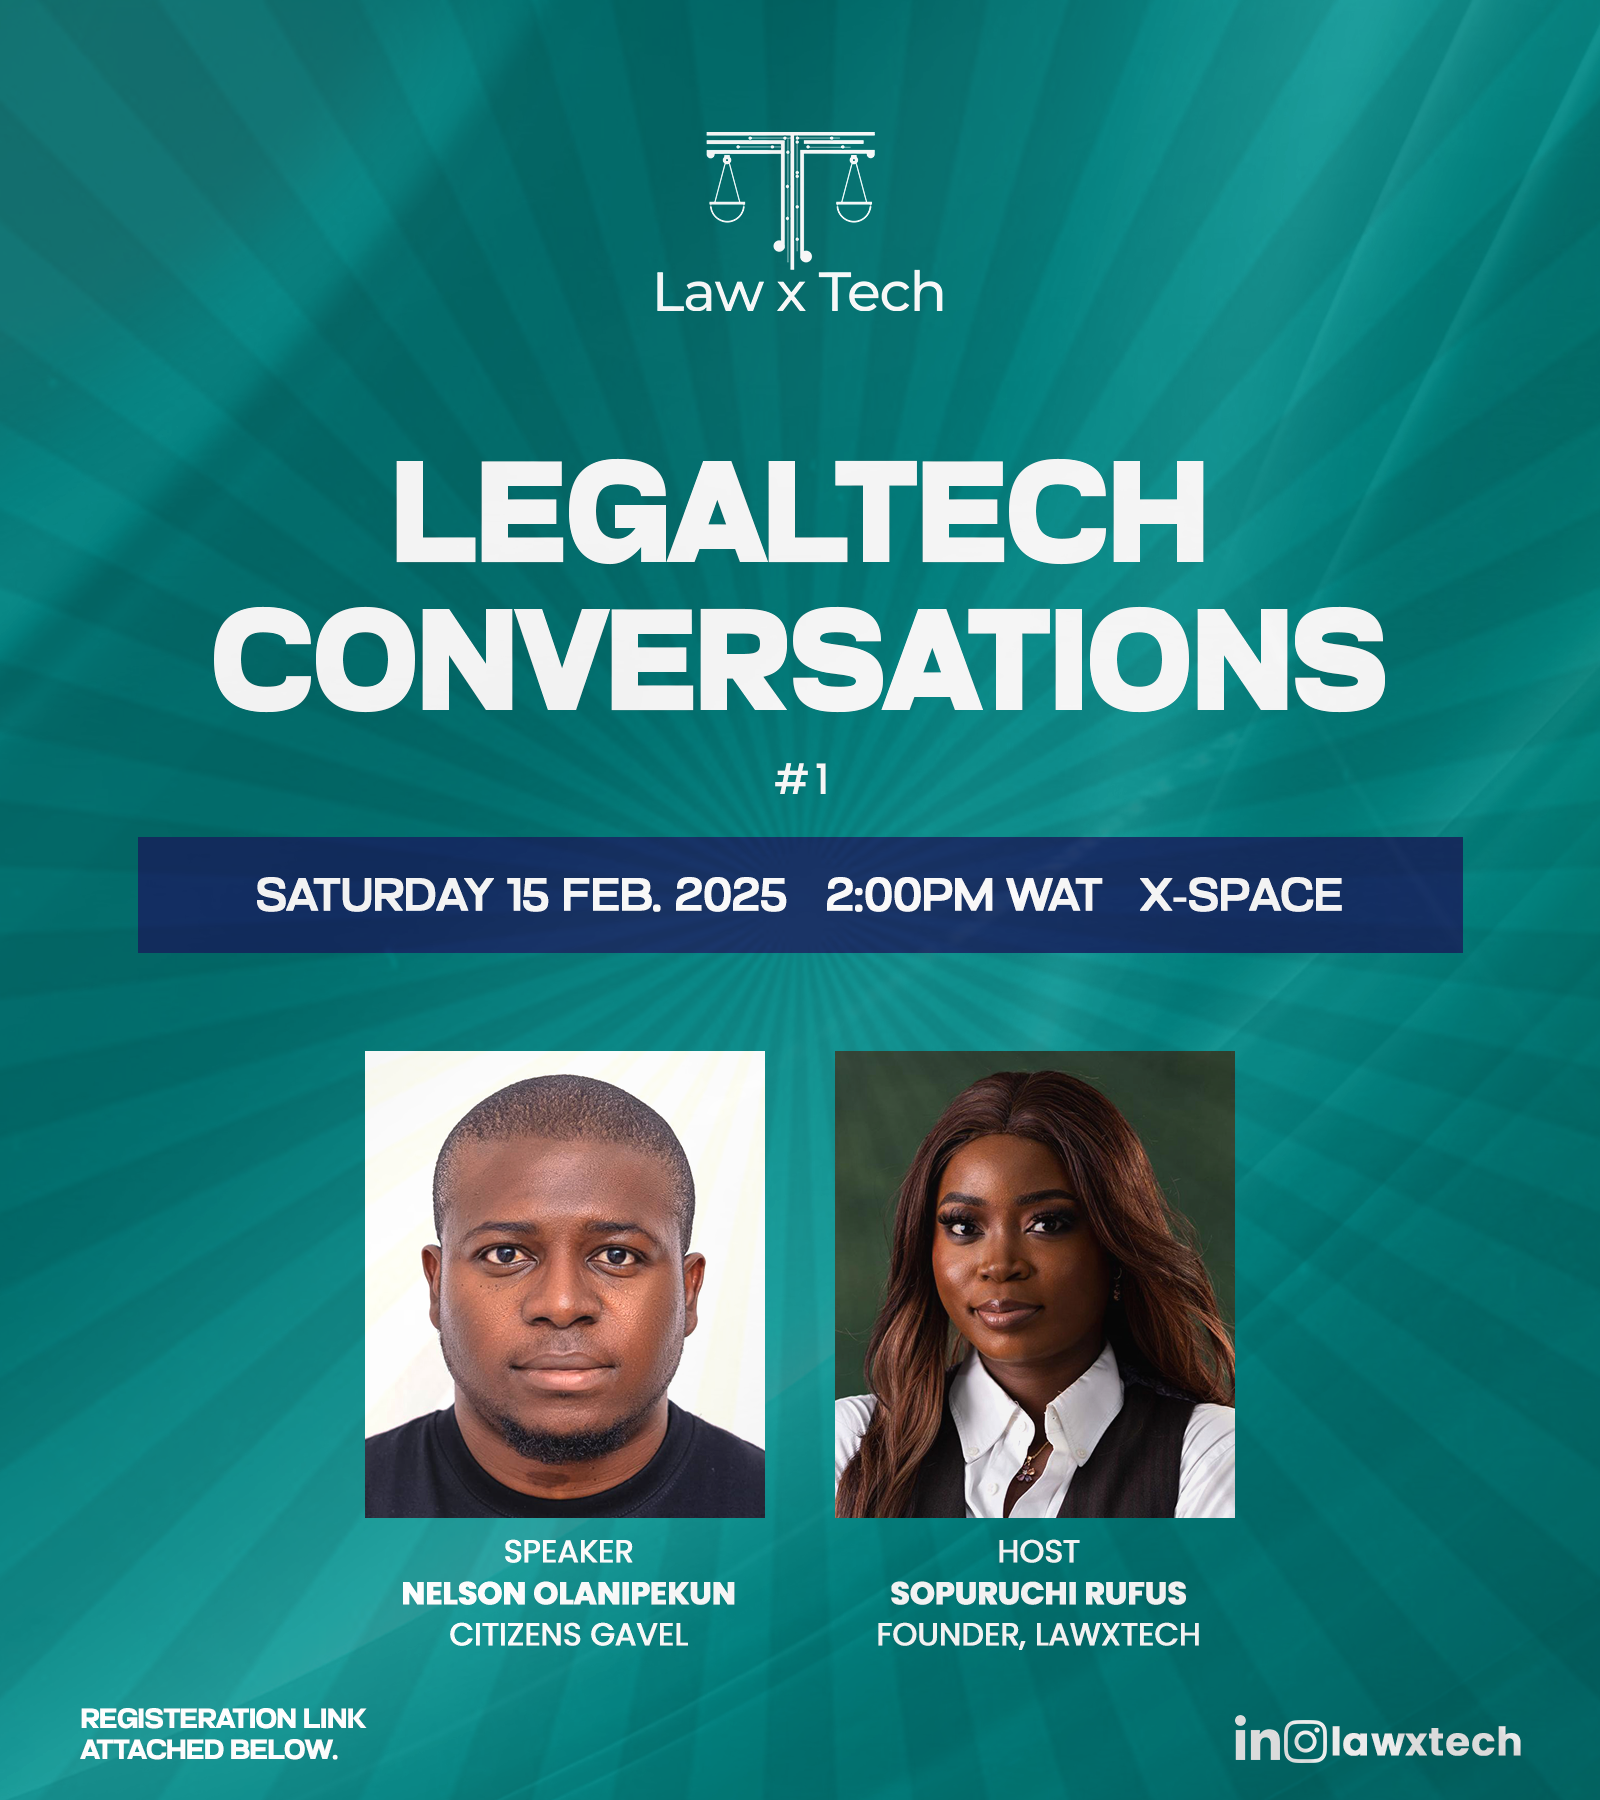 Law x Tech
LEGALTECH
CONVERSATIONS
#1
SATURDAY 15 FEB. 2025 2:00PM WAT X-SPACE
SPEAKER
NELSON OLANIPEKUN
CITIZENS GAVEL
HOST
SOPURUCHI RUFUS
FOUNDER, LAWXTECH
REGISTERATION LINK
ATTACHED BELOW.
in lawxtech